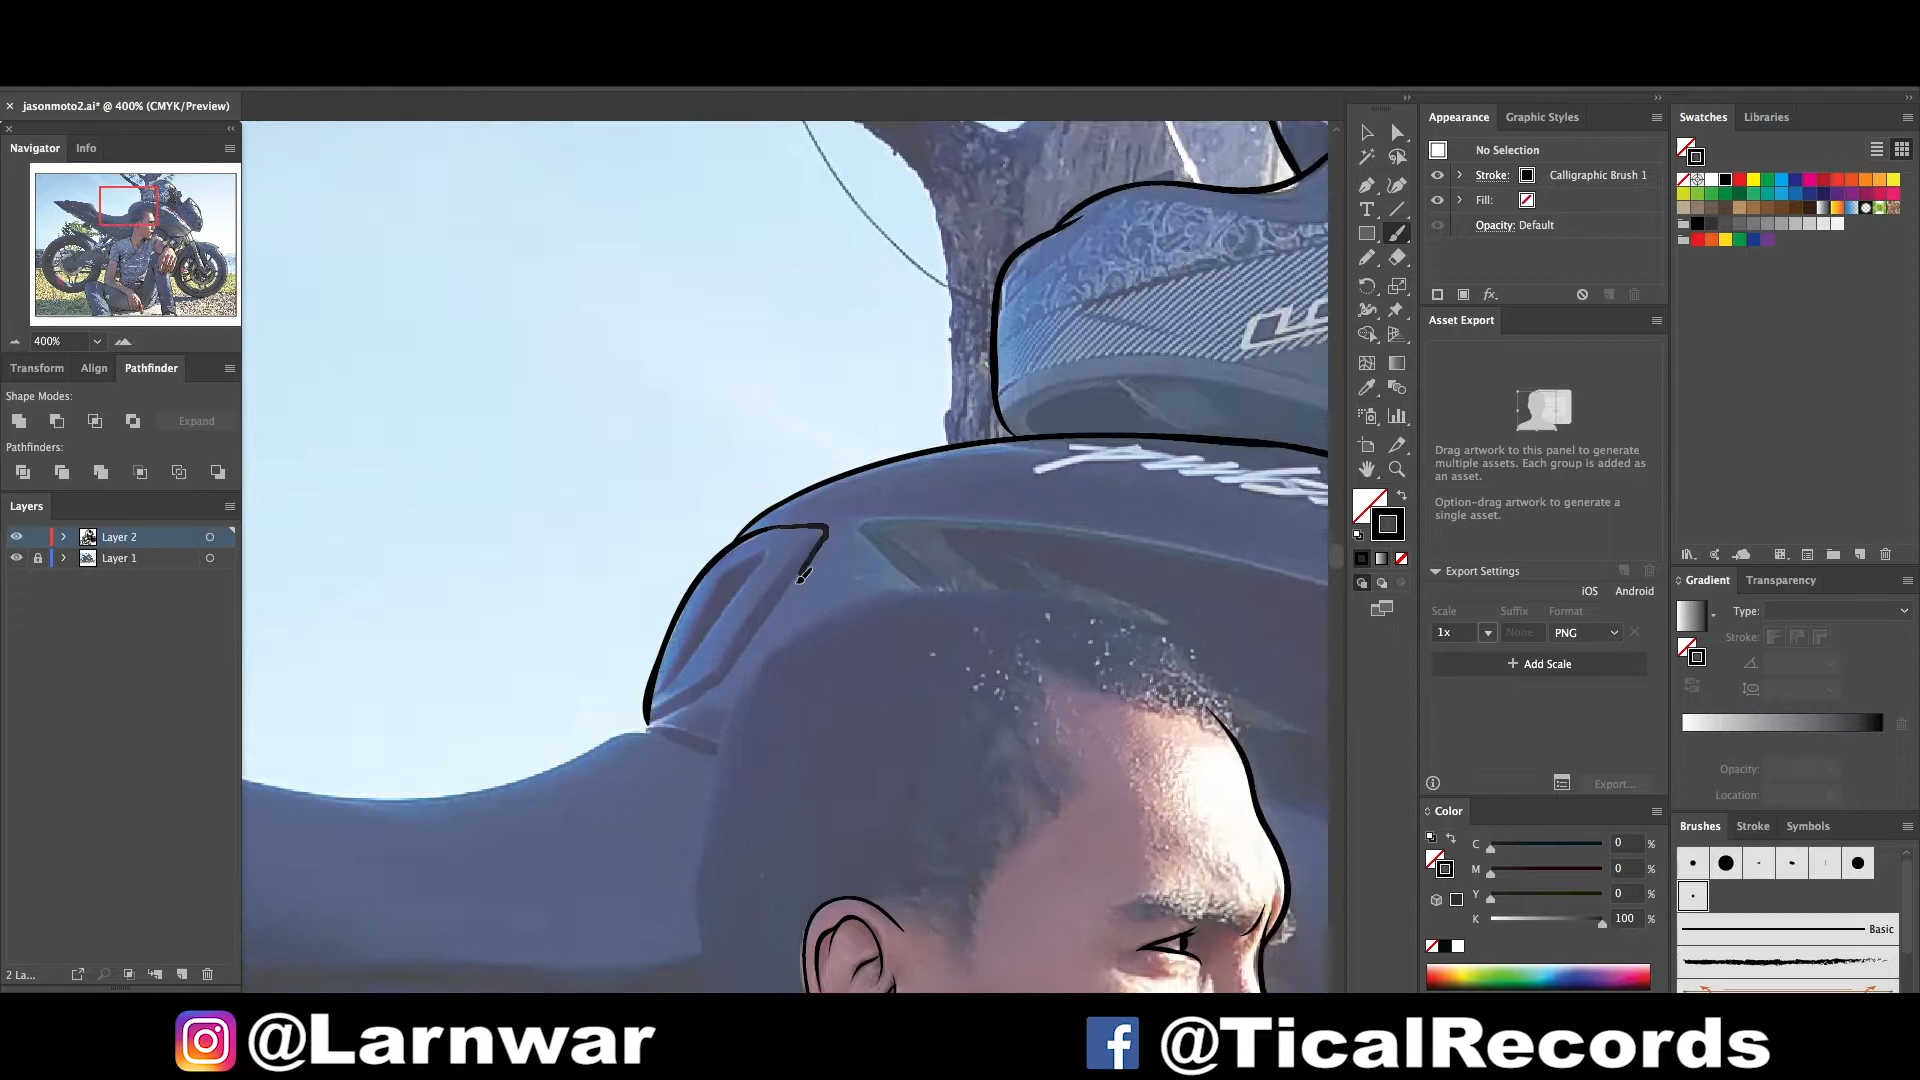 jasonmoto2.ai* @ 400% (CMYK/Preview)
Navigator
Info
400%
Transform
Align
Pathfinder
Shape Modes:
Expand
Pathfinders:
Layers
Layer 2
Layer 1
2 La...
Appearance
Graphic Styles
No Selection
Stroke:
Calligraphic Brush 1
Fill:
Opacity: Default
fx
Asset Export
Drag artwork to this panel to generate
multiple assets. Each group is added as
an asset.
Option-drag artwork to generate a
single asset.
Export Settings
iOS
Android
Scale
Suffix
Format
1x
None
PNG
+ Add Scale
Export...
Color
C 0 %
M 0 %
Y 0 %
K 100 %
Swatches
Libraries
Gradient
Transparency
Type:
Stroke:
Opacity:
Location:
Brushes
Stroke
Symbols
Basic
@Larnwar
@TicalRecords